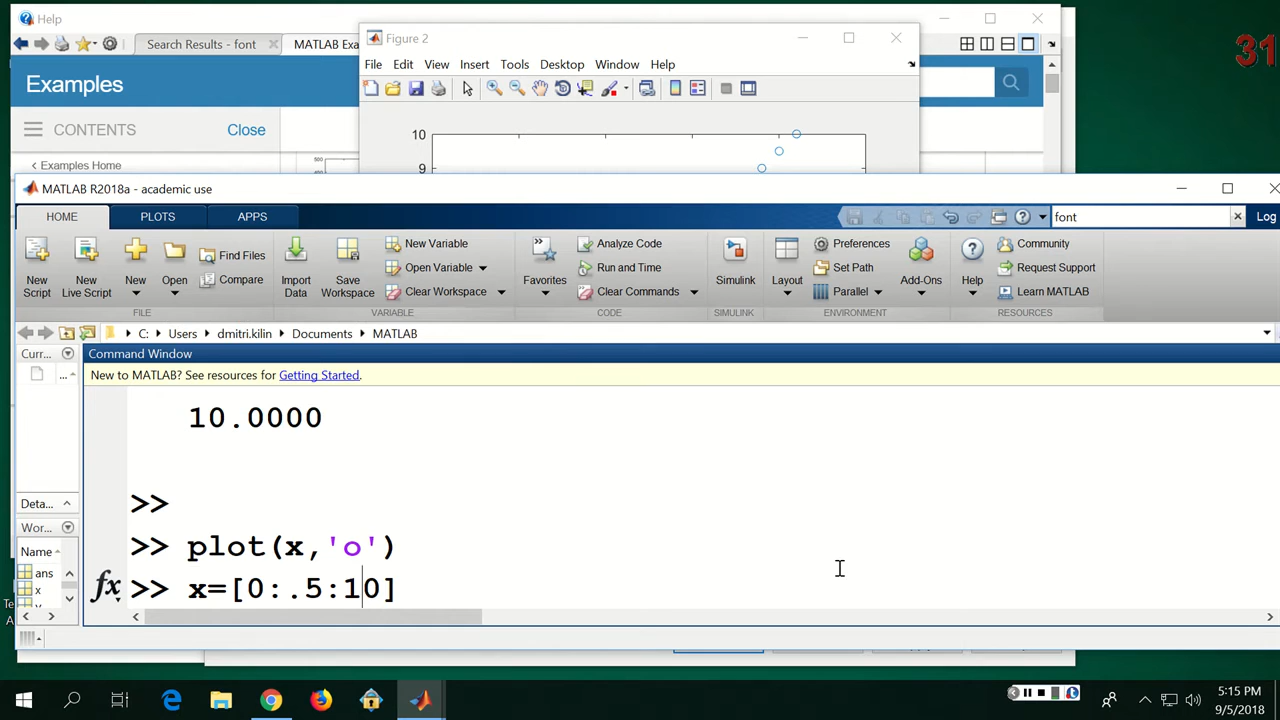 Help
Search Results - font
MATLAB Exa
Figure 2
31
File Edit View Insert Tools Desktop Window Help
Examples
CONTENTS Close
Examples Home
10
9
MATLAB R2018a - academic use
HOME PLOTS APPS
font
Log
New Script
New Live Script
New
Open
Find Files
Compare
Import Data
Save Workspace
New Variable
Open Variable
Clear Workspace
Favorites
Analyze Code
Run and Time
Clear Commands
Simulink
Layout
Preferences
Set Path
Parallel
Add-Ons
Help
Community
Request Support
Learn MATLAB
FILE VARIABLE CODE SIMULINK ENVIRONMENT RESOURCES
C: Users dmitri.kilin Documents MATLAB
Curr...
Command Window
New to MATLAB? See resources for Getting Started.
...
10.0000
>>
>> plot(x,'o')
fx >> x=[0:.5:10]
Deta...
Wor...
Name
ans
x
5:15 PM
9/5/2018